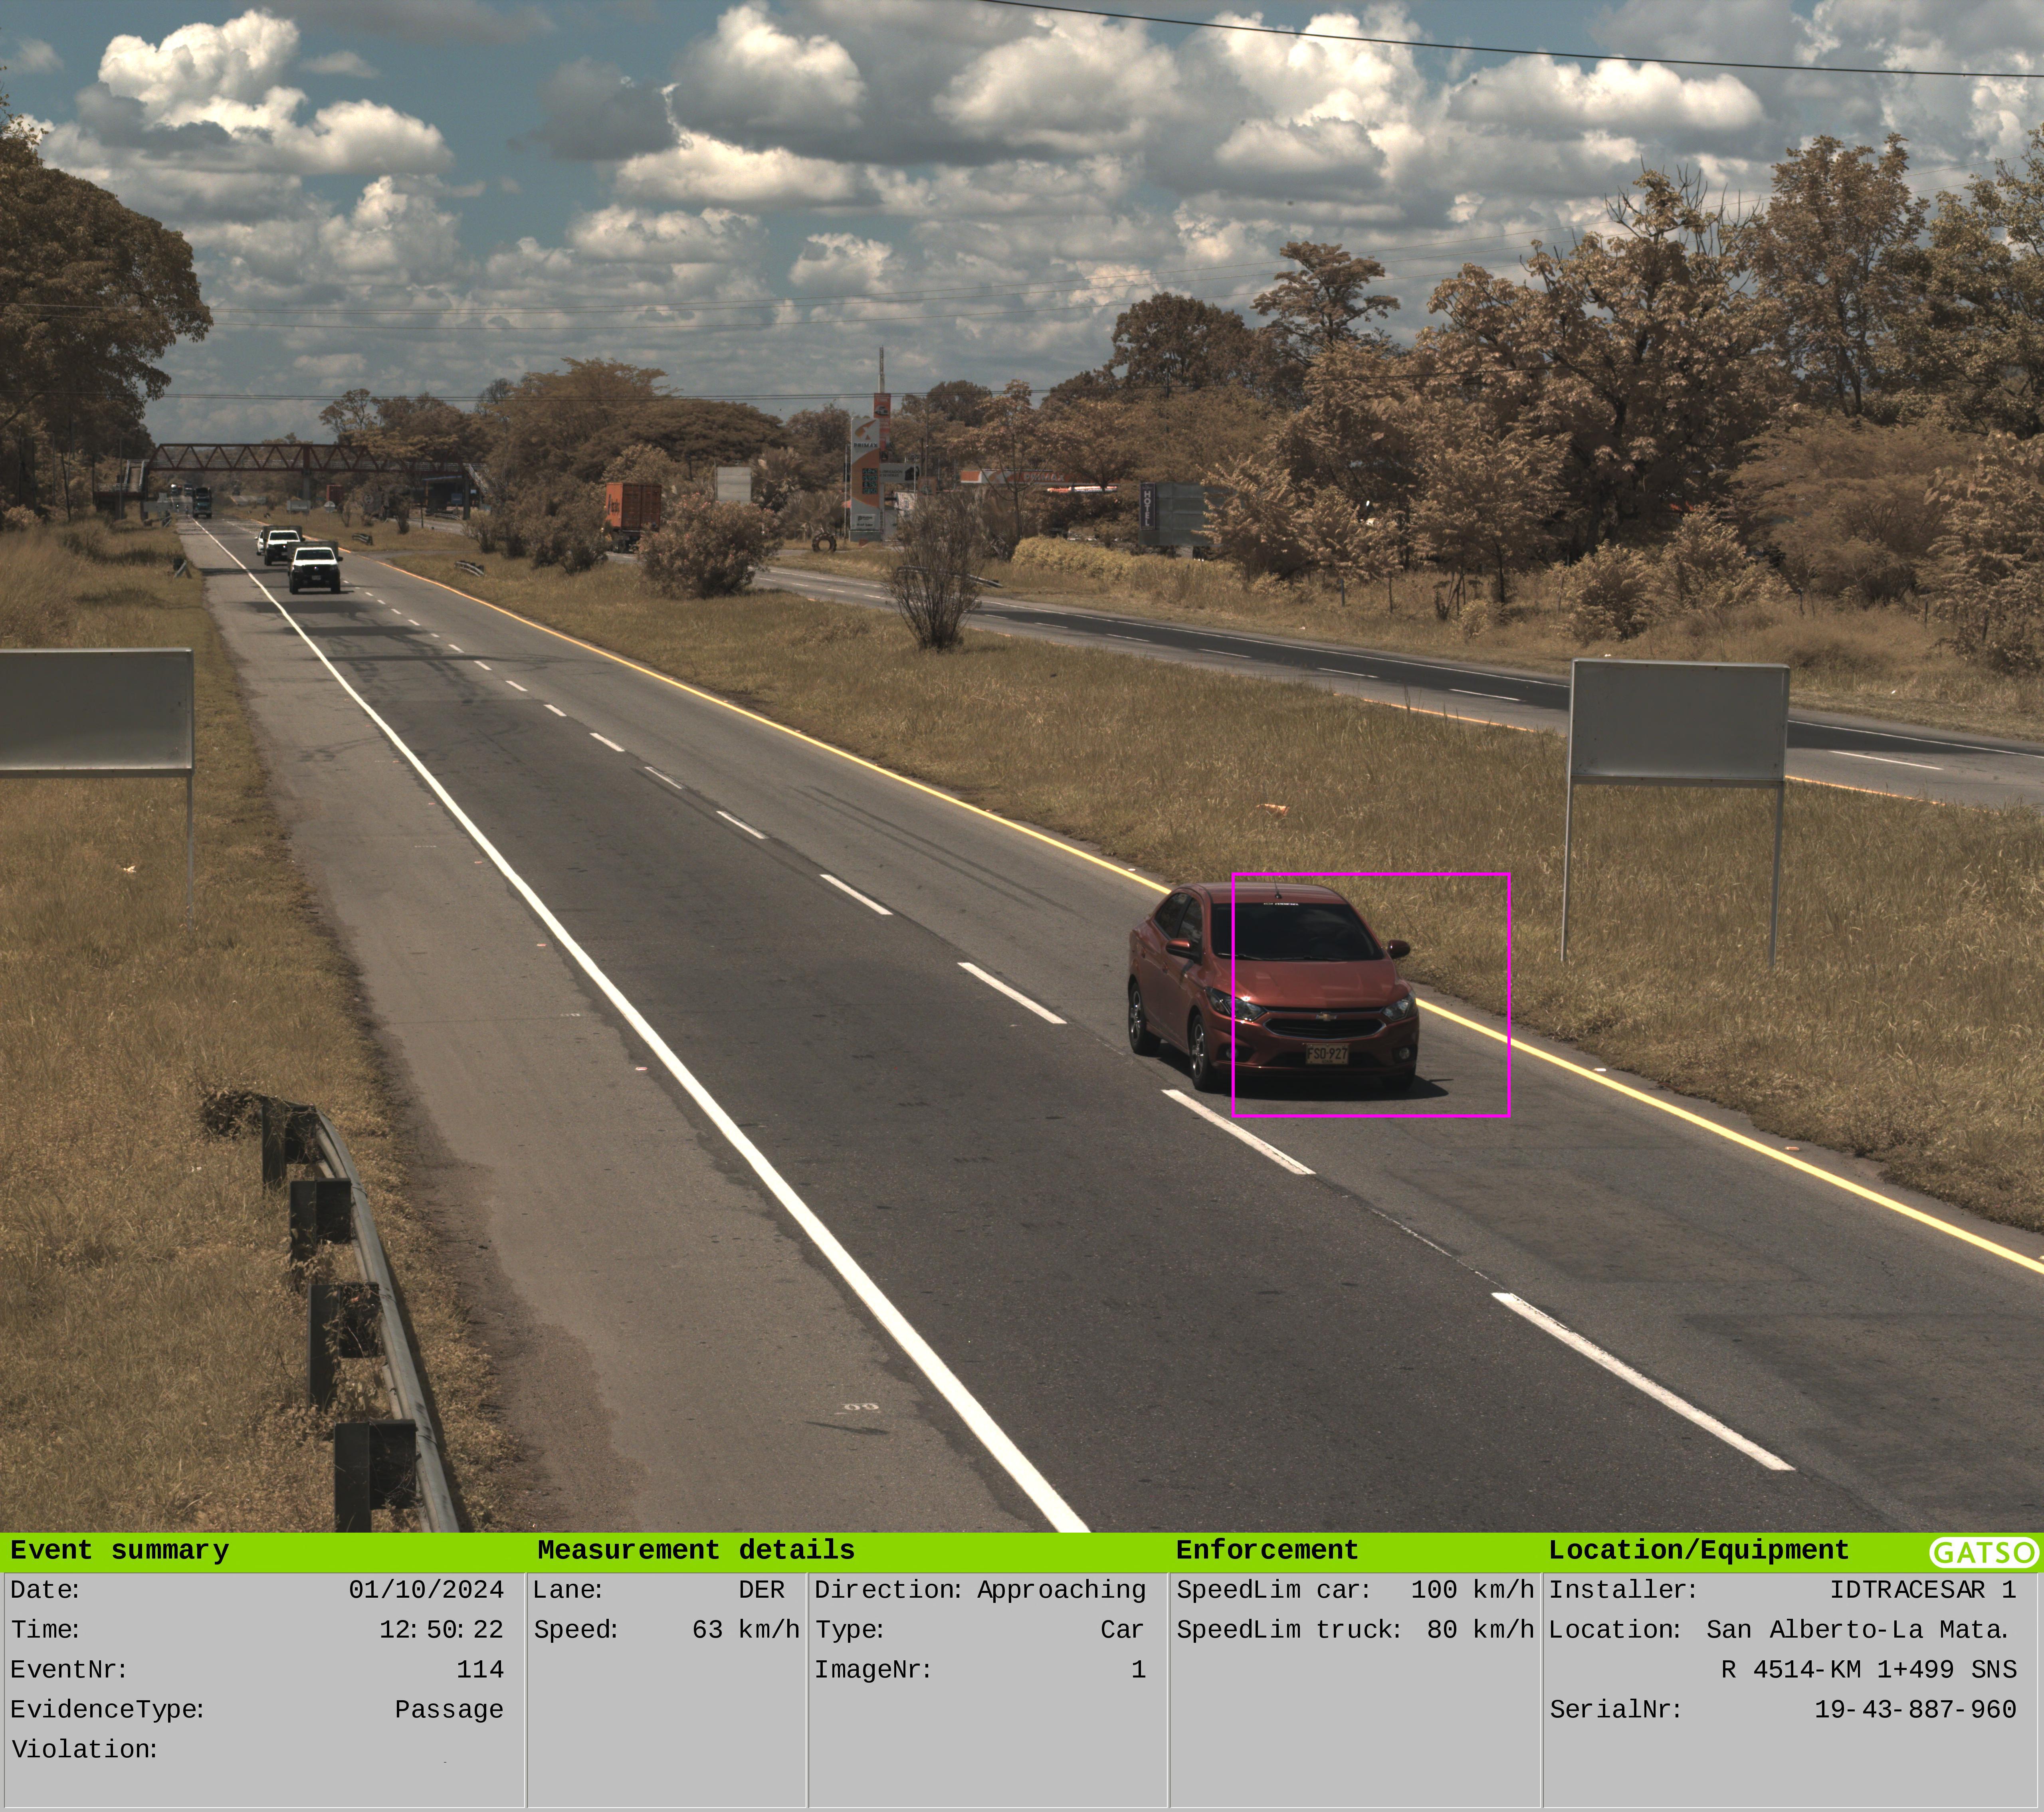 HOTEL
FSO-927
Event summary
Measurement details
Enforcement
Location/Equipment
GATSO
Date: 01/10/2024
Time: 12:50:22
EventNr: 114
EvidenceType: Passage
Violation:
Lane: DER
Speed: 63 km/h
Direction: Approaching
Type: Car
ImageNr: 1
SpeedLim car: 100 km/h
SpeedLim truck: 80 km/h
Installer: IDTRACESAR 1
Location: San Alberto-La Mata.
R 4514-KM 1+499 SNS
SerialNr: 19-43-887-960